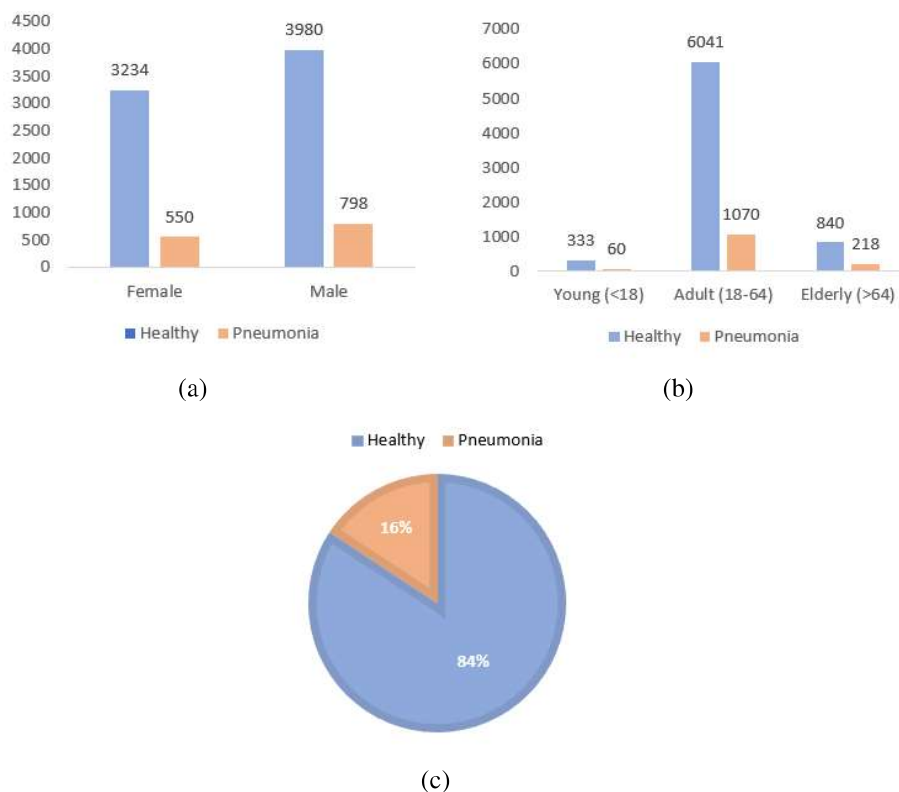 4500
4000
3500
3000
2500
2000
1500
1000
500
0
3234
550
3980
798
Female
Male
Healthy
Pneumonia
(a)
7000
6000
5000
4000
3000
2000
1000
0
333
60
6041
1070
840
218
Young (<18)
Adult (18-64)
Elderly (>64)
Healthy
Pneumonia
(b)
Healthy
Pneumonia
16%
84%
(c)